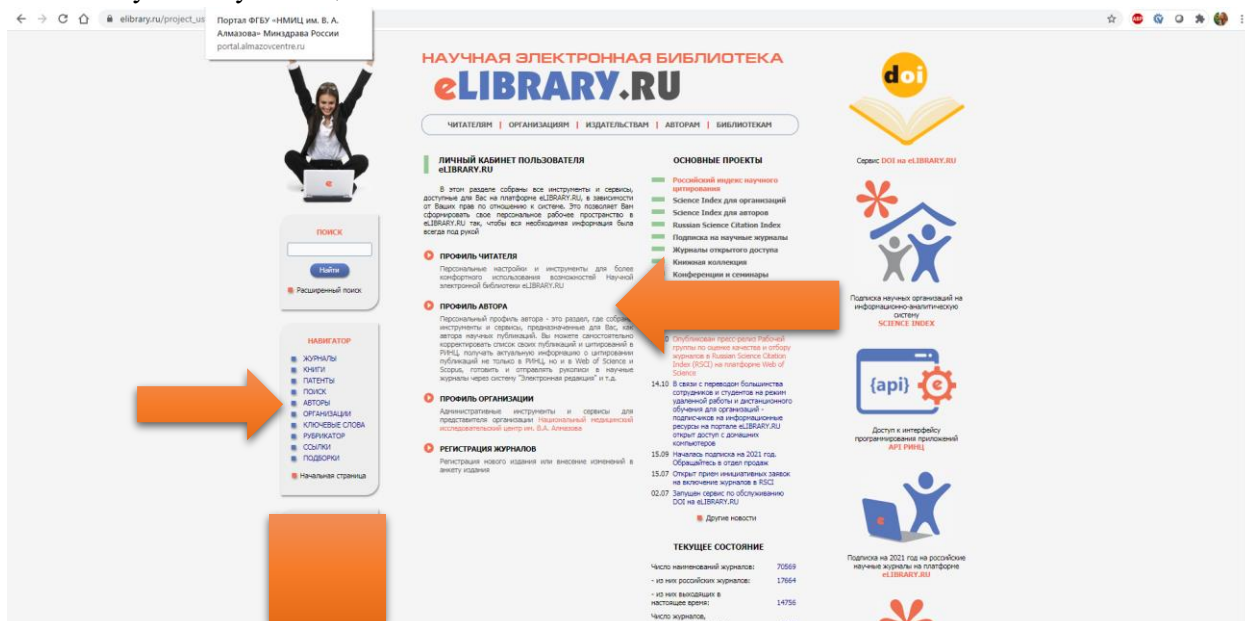 elibrary.ru/project_us
Портал ФГБУ «НМИЦ им. В. А.
Алмазова» Минздрава России
portal.almazovcentre.ru
НАУЧНАЯ ЭЛЕКТРОННАЯ БИБЛИОТЕКА
eLIBRARY.RU
ЧИТАТЕЛЯМ | ОРГАНИЗАЦИЯМ | ИЗДАТЕЛЬСТВАМ | АВТОРАМ | БИБЛИОТЕКАМ
ПОИСК
Найти
Расширенный поиск
НАВИГАТОР
ЖУРНАЛЫ
КНИГИ
ПАТЕНТЫ
ПОИСК
АВТОРЫ
ОРГАНИЗАЦИИ
КЛЮЧЕВЫЕ СЛОВА
РУБРИКАТОР
ССЫЛКИ
ПОДБОРКИ
Начальная страница
ЛИЧНЫЙ КАБИНЕТ ПОЛЬЗОВАТЕЛЯ
eLIBRARY.RU
В этом разделе собраны все инструменты и сервисы,
доступные для Вас на платформе eLIBRARY.RU, в зависимости
от Ваших прав по отношению к системе. Это позволяет Вам
сформировать свое персональное рабочее пространство в
eLIBRARY.RU так, чтобы вся необходимая информация была
всегда под рукой
ПРОФИЛЬ ЧИТАТЕЛЯ
Персональные настройки и инструменты для более
комфортного использования возможностей Научной
электронной библиотеки eLIBRARY.RU
ПРОФИЛЬ АВТОРА
Персональный профиль автора - это раздел, где собраны
инструменты и сервисы, предназначенные для Вас, как
автора научных публикаций. Вы можете самостоятельно
корректировать список своих публикаций и цитирований в
РИНЦ, получать актуальную информацию о цитировании
публикаций не только в РИНЦ, но и в Web of Science и
Scopus, готовить и отправлять рукописи в научные
журналы через систему "Электронная редакция" и т.д.
ПРОФИЛЬ ОРГАНИЗАЦИИ
Административные инструменты и сервисы для
представителя организации Национальный медицинский
исследовательский центр им. В.А. Алмазова
РЕГИСТРАЦИЯ ЖУРНАЛОВ
Регистрация нового издания или внесение изменений в
анкету издания
ОСНОВНЫЕ ПРОЕКТЫ
Российский индекс научного
цитирования
Science Index для организаций
Science Index для авторов
Russian Science Citation Index
Подписка на научные журналы
Журналы открытого доступа
Книжная коллекция
Конференции и семинары
Опубликован пресс-релиз Рабочей
группы по оценке качества и отбору
журналов в Russian Science Citation
Index (RSCI) на платформе Web of
Science
14.10 В связи с переводом большинства
сотрудников и студентов на режим
удаленной работы и дистанционного
обучения для организаций -
подписчиков на информационные
ресурсы на портале eLIBRARY.RU
открыт доступ с домашних
компьютеров
15.09 Началась подписка на 2021 год.
Обращайтесь в отдел продаж
15.07 Открыт прием инициативных заявок
на включение журналов в RSCI
02.07 Запущен сервис по обслуживанию
DOI на eLIBRARY.RU
Другие новости
ТЕКУЩЕЕ СОСТОЯНИЕ
Число наименований журналов: 70569
- из них российских журналов: 17664
- из них выходящих в
настоящее время: 14756
Число журналов,
doi
Сервис DOI на eLIBRARY.RU
Подписка научных организаций на
информационно-аналитическую
систему
SCIENCE INDEX
{api}
Доступ к интерфейсу
программирования приложений
API РИНЦ
Подписка на 2021 год на российские
научные журналы на платформе
eLIBRARY.RU